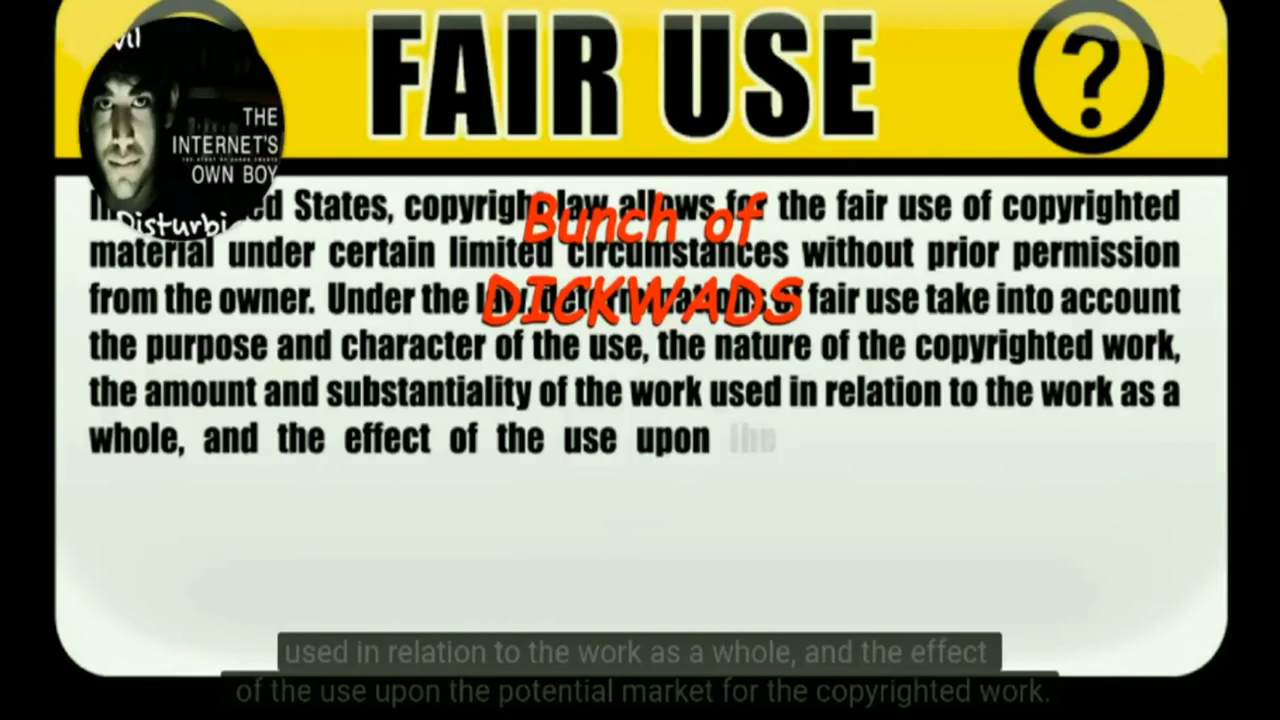 FAIR USE
?
vil
THE
INTERNET'S
OWN BOY
Disturbi
ed States, copyright law allows for the fair use of copyrighted
Bunch of
material under certain limited circumstances without prior permission
from the owner. Under the law, determinations of fair use take into account
DICKWADS
the purpose and character of the use, the nature of the copyrighted work,
the amount and substantiality of the work used in relation to the work as a
whole, and the effect of the use upon the
used in relation to the work as a whole, and the effect
of the use upon the potential market for the copyrighted work.